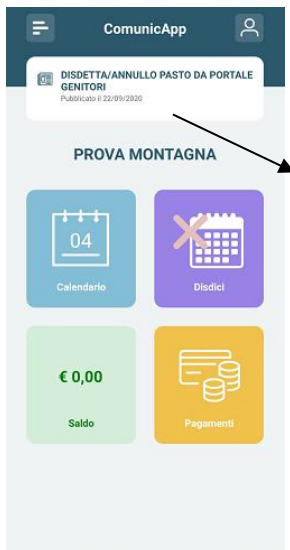 ComunicApp
DISDETTA/ANNULLO PASTO DA PORTALE
GENITORI
Pubblicato il 22/09/2020
PROVA MONTAGNA
04
Calendario
Disdici
€ 0,00
Saldo
Pagamenti